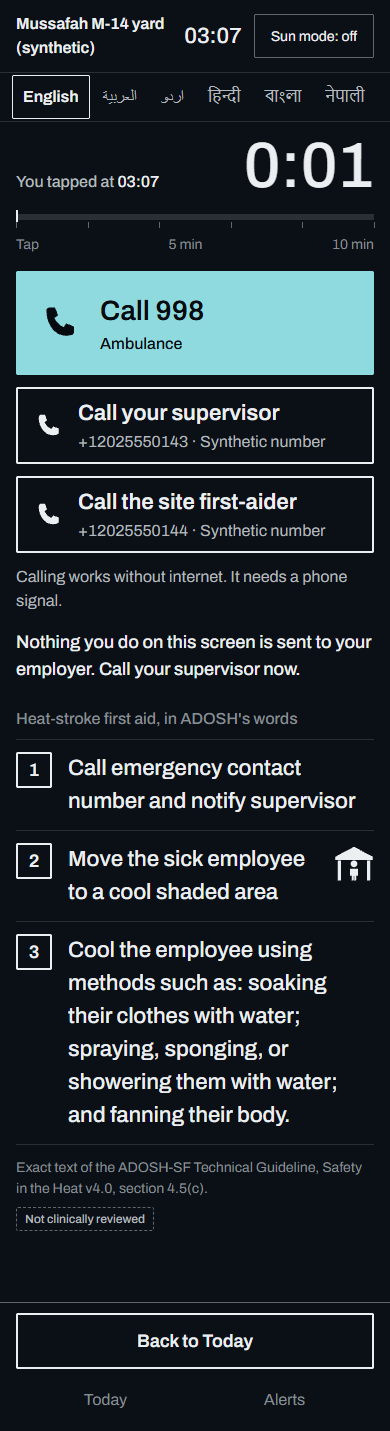 Mussafah M-14 yard
(synthetic)
03:07
Sun mode: off
English
العربية
اردو
हिन्दी
বাংলা
नेपाली
You tapped at 03:07
0:01
Tap
5 min
10 min
Call 998
Ambulance
Call your supervisor
+12025550143 · Synthetic number
Call the site first-aider
+12025550144 · Synthetic number
Calling works without internet. It needs a phone
signal.
Nothing you do on this screen is sent to your
employer. Call your supervisor now.
Heat-stroke first aid, in ADOSH's words
1
Call emergency contact
number and notify supervisor
2
Move the sick employee
to a cool shaded area
3
Cool the employee using
methods such as: soaking
their clothes with water;
spraying, sponging, or
showering them with water;
and fanning their body.
Exact text of the ADOSH-SF Technical Guideline, Safety
in the Heat v4.0, section 4.5(c).
Not clinically reviewed
Back to Today
Today
Alerts